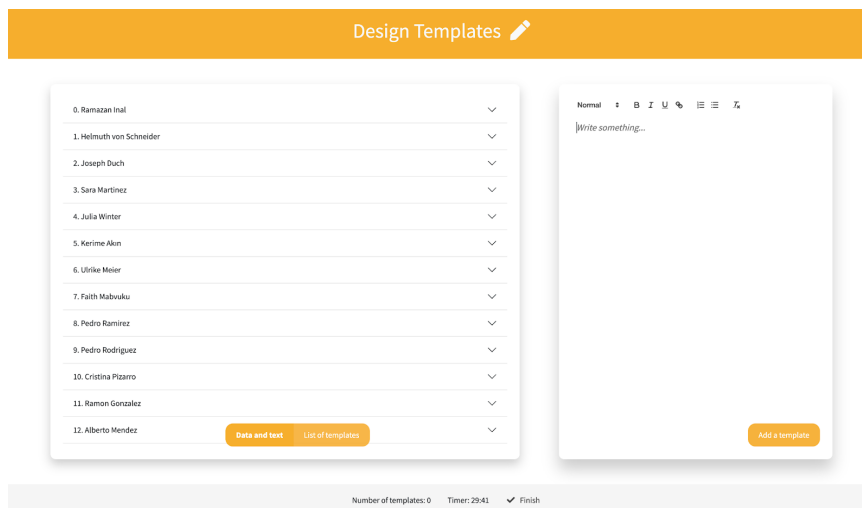 Design Templates
0. Ramazan Inal
1. Helmuth von Schneider
2. Joseph Duch
3. Sara Martinez
4. Julia Winter
5. Kerime Akın
6. Ulrike Meier
7. Faith Mabvuku
8. Pedro Ramirez
9. Pedro Rodriguez
10. Cristina Pizarro
11. Ramon Gonzalez
12. Alberto Mendez
Data and text List of templates
Normal B I U Tx
Write something...
Add a template
Number of templates: 0 Timer: 29:41 Finish